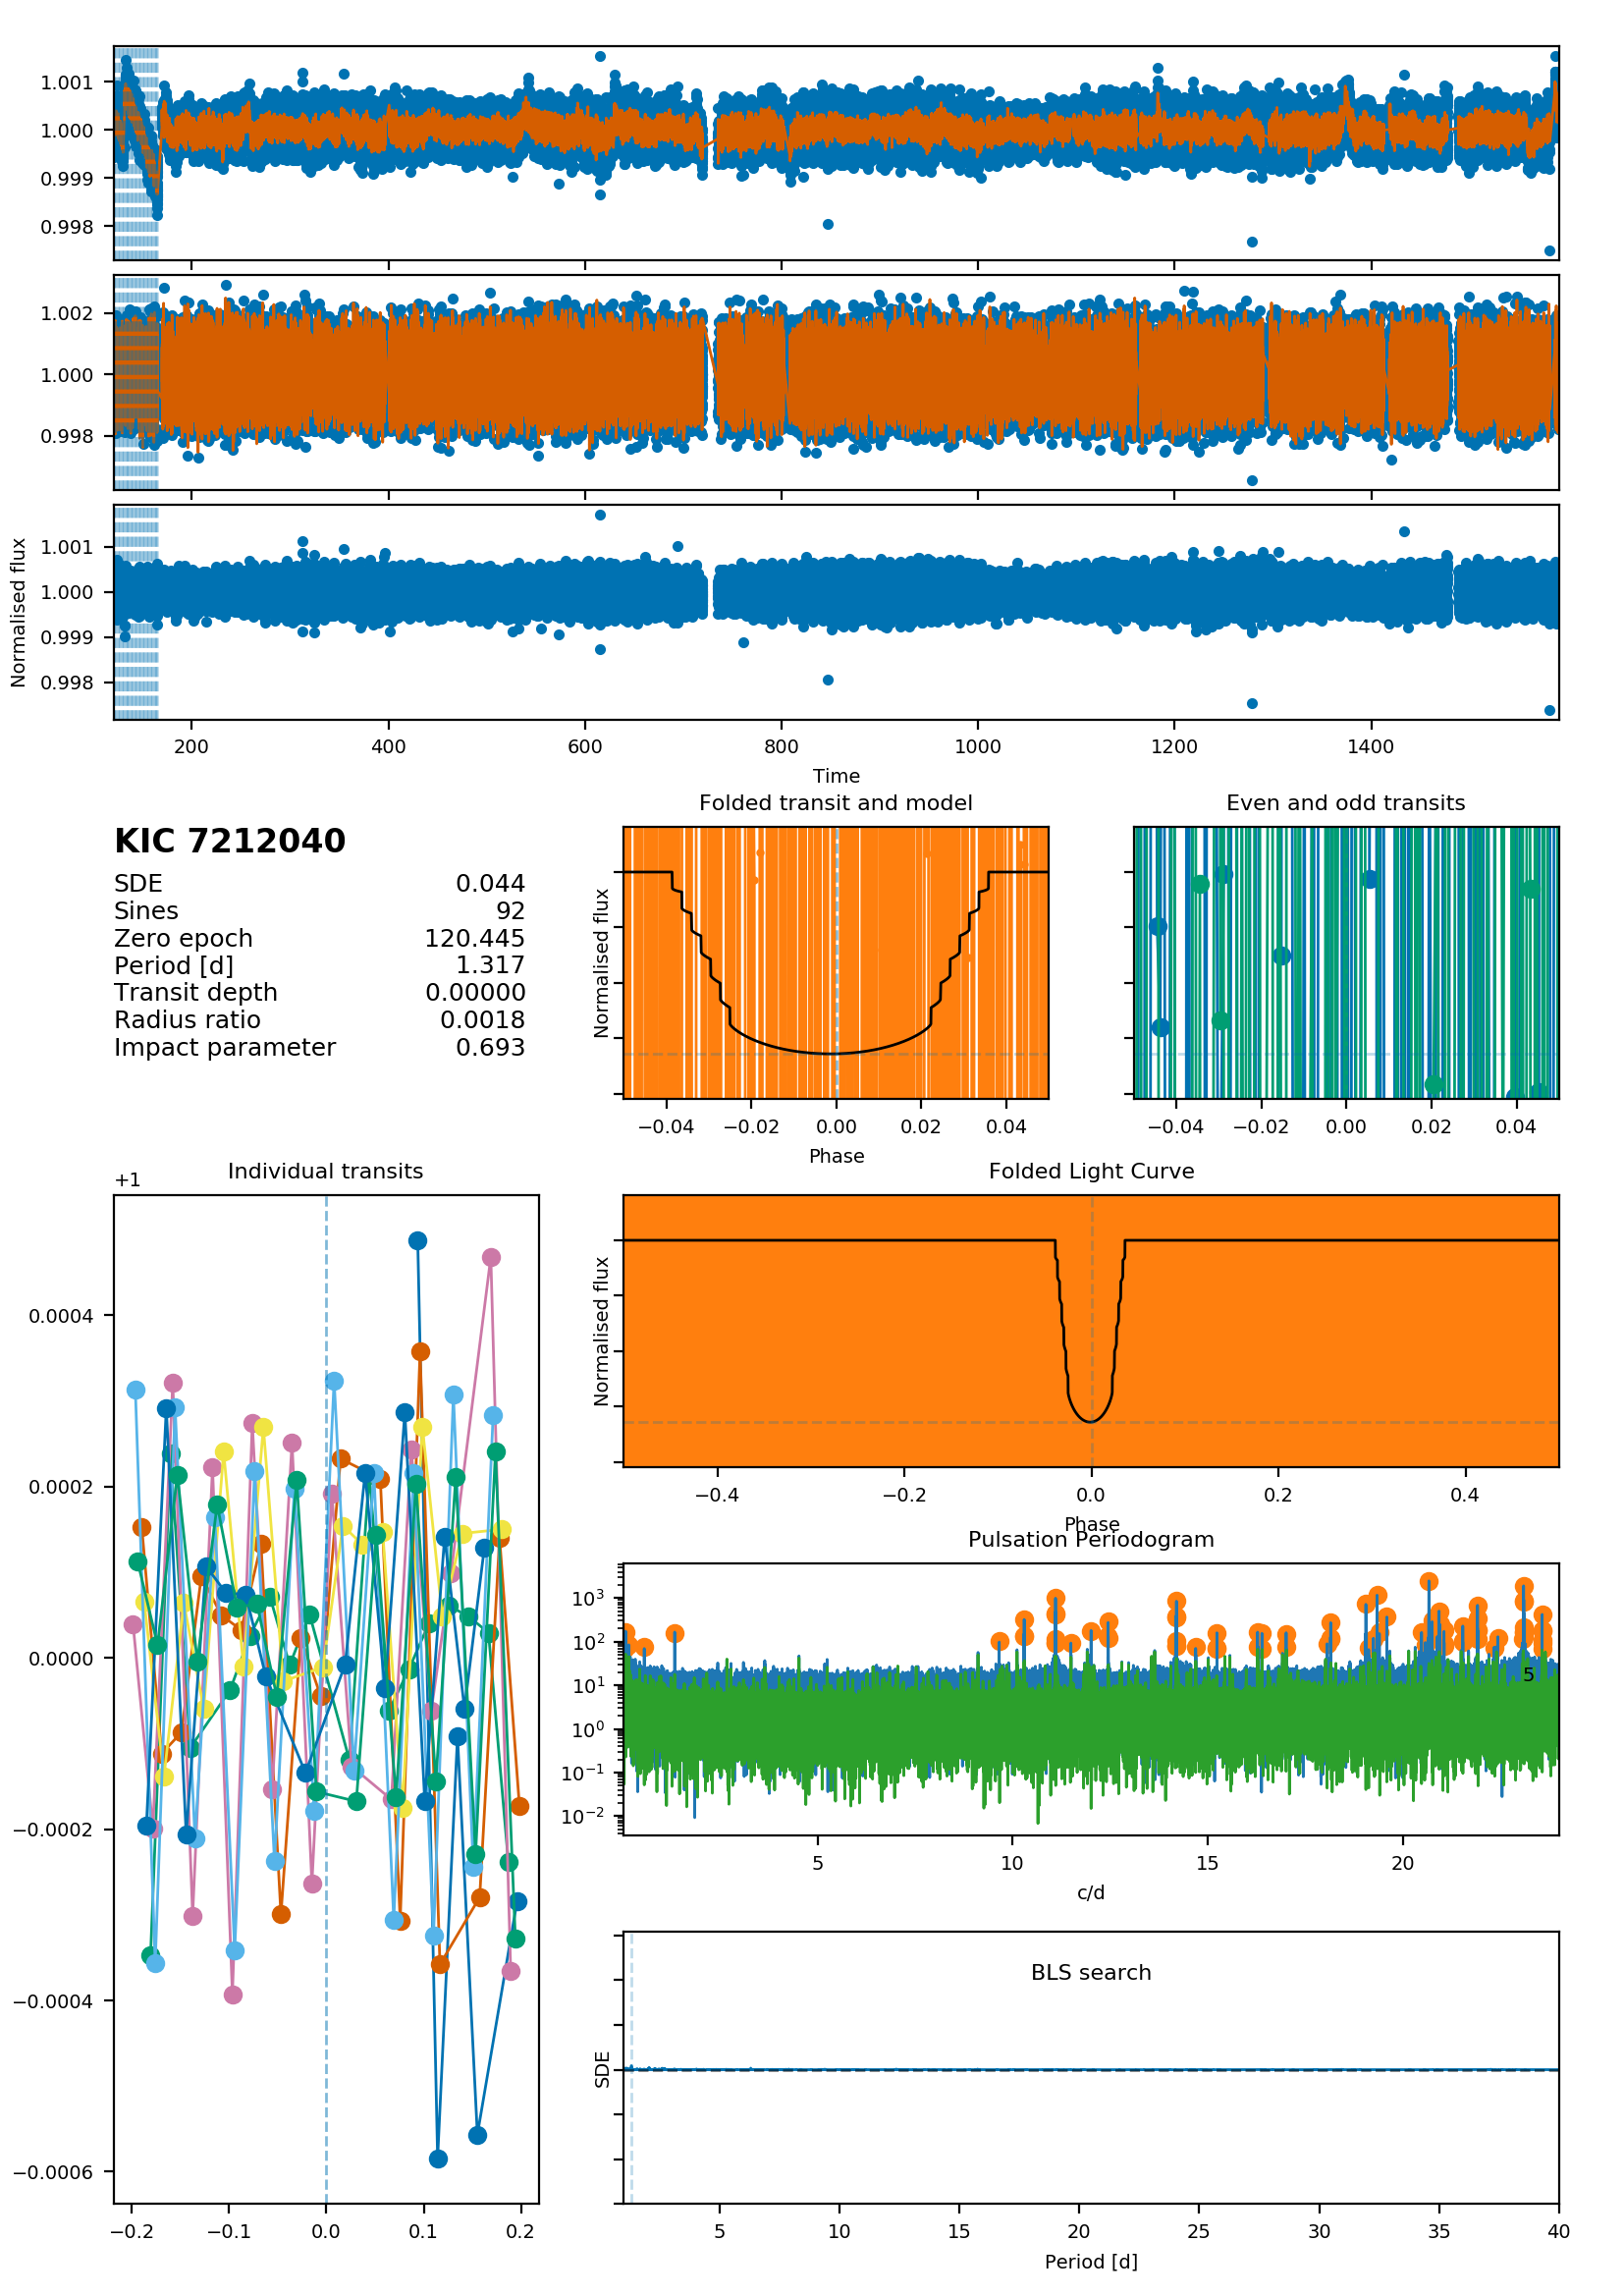 1.001
1.000
0.999
0.998
1.002
1.000
0.998
1.001
1.000
0.999
0.998
Normalised flux
200 400 600 800 1000 1200 1400
Time
KIC 7212040
SDE 0.044
Sines 92
Zero epoch 120.445
Period [d] 1.317
Transit depth 0.00000
Radius ratio 0.0018
Impact parameter 0.693
Folded transit and model
Normalised flux
−0.04 −0.02 0.00 0.02 0.04
Phase
Even and odd transits
−0.04 −0.02 0.00 0.02 0.04
Individual transits
+1
0.0004
0.0002
0.0000
−0.0002
−0.0004
−0.0006
−0.2 −0.1 0.0 0.1 0.2
Folded Light Curve
Normalised flux
−0.4 −0.2 0.0 0.2 0.4
Phase
Pulsation Periodogram
10³
10²
10¹
10⁰
10⁻¹
10⁻²
5
5 10 15 20
c/d
BLS search
SDE
5 10 15 20 25 30 35 40
Period [d]